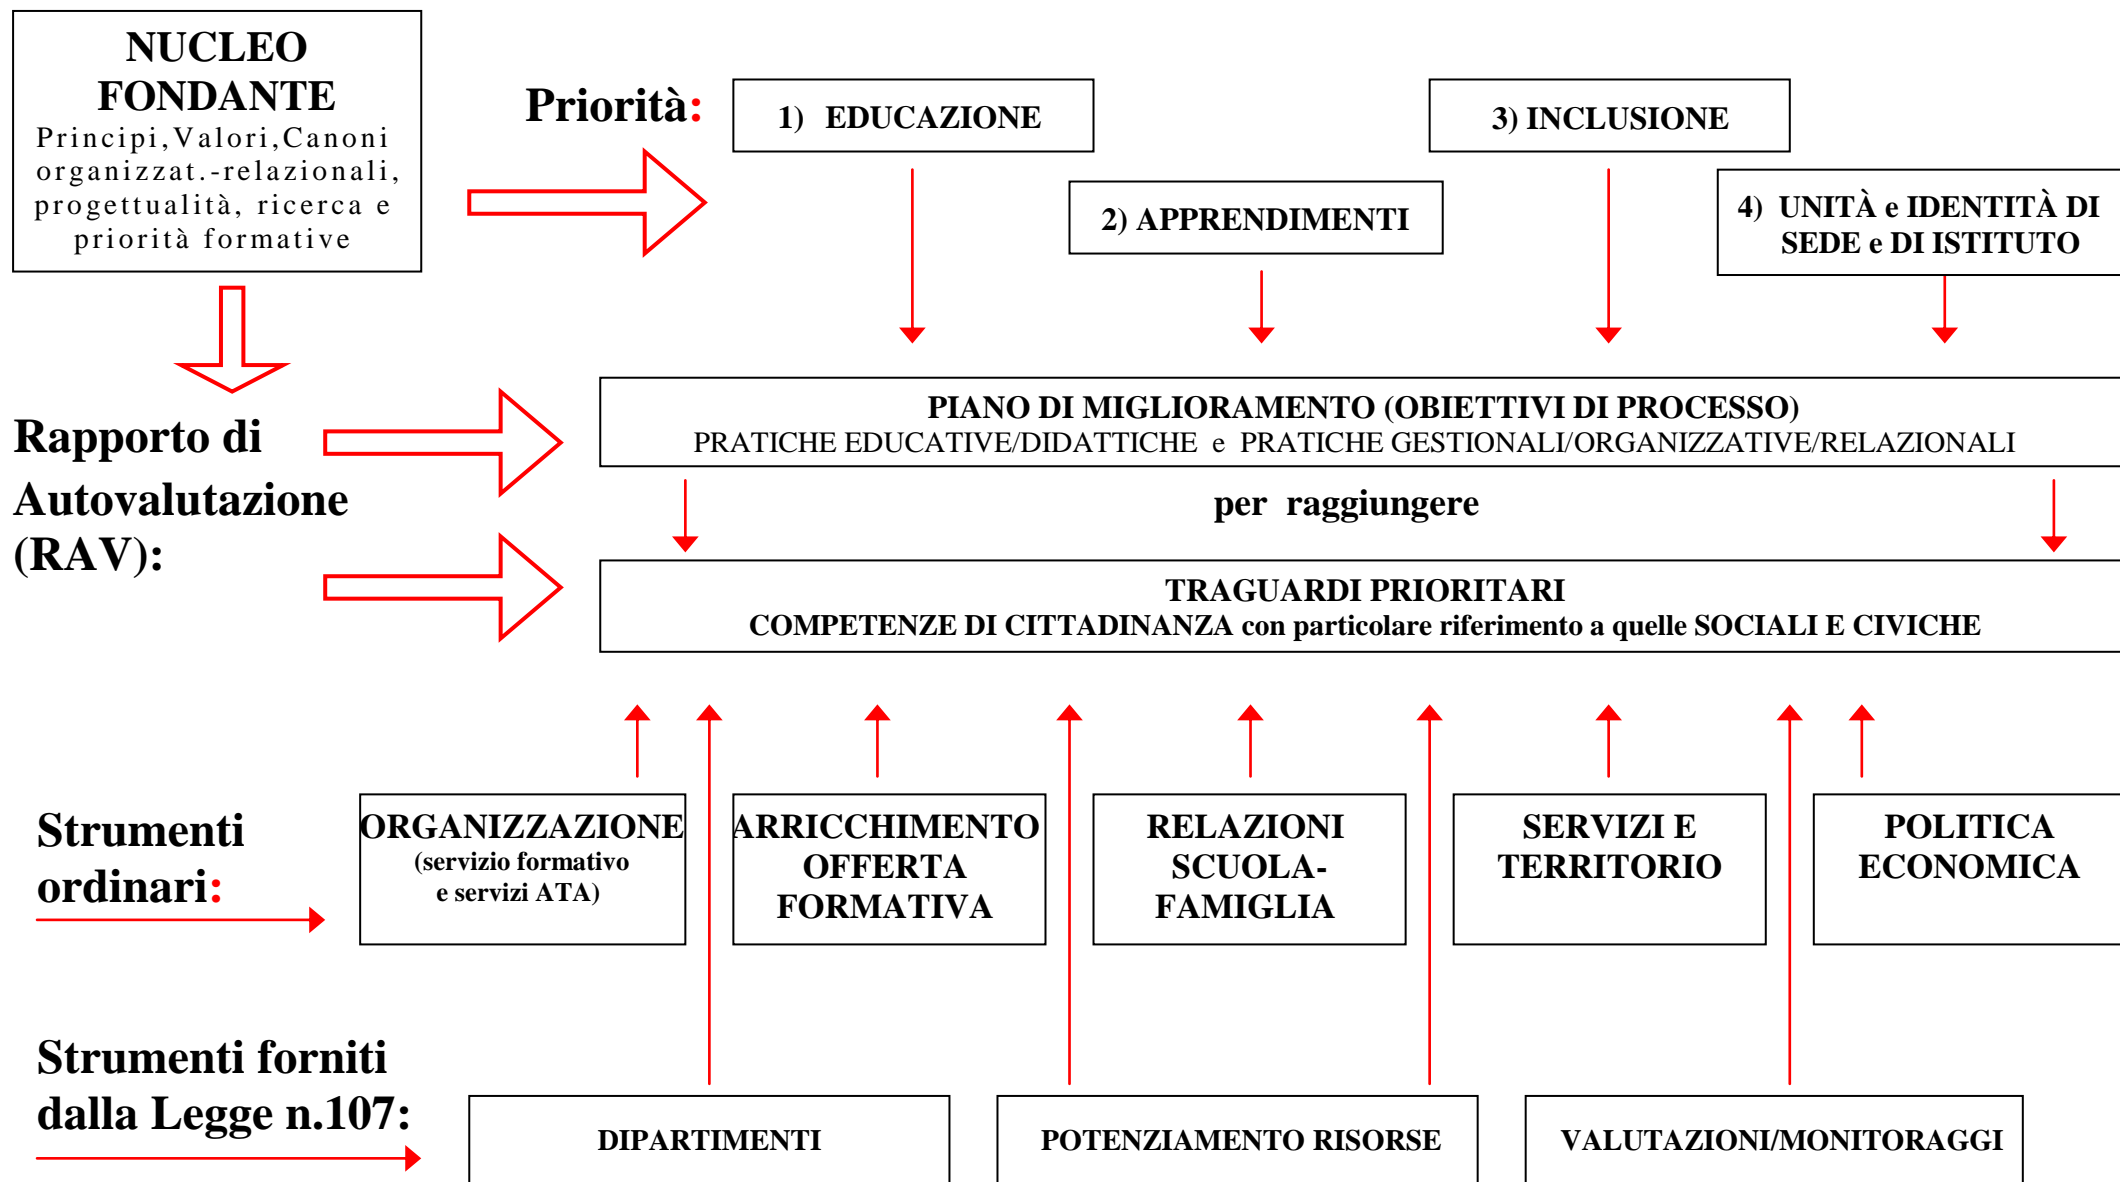 NUCLEO
FONDANTE
Principi,Valori,Canoni
organizzat.-relazionali,
progettualità, ricerca e
priorità formative
Priorità:
1) EDUCAZIONE
2) APPRENDIMENTI
3) INCLUSIONE
4) UNITÀ e IDENTITÀ DI
SEDE e DI ISTITUTO
Rapporto di
Autovalutazione
(RAV):
PIANO DI MIGLIORAMENTO (OBIETTIVI DI PROCESSO)
PRATICHE EDUCATIVE/DIDATTICHE e PRATICHE GESTIONALI/ORGANIZZATIVE/RELAZIONALI
per raggiungere
TRAGUARDI PRIORITARI
COMPETENZE DI CITTADINANZA con particolare riferimento a quelle SOCIALI E CIVICHE
Strumenti
ordinari:
ORGANIZZAZIONE
(servizio formativo
e servizi ATA)
ARRICCHIMENTO
OFFERTA
FORMATIVA
RELAZIONI
SCUOLA-
FAMIGLIA
SERVIZI E
TERRITORIO
POLITICA
ECONOMICA
Strumenti forniti
dalla Legge n.107:
DIPARTIMENTI
POTENZIAMENTO RISORSE
VALUTAZIONI/MONITORAGGI